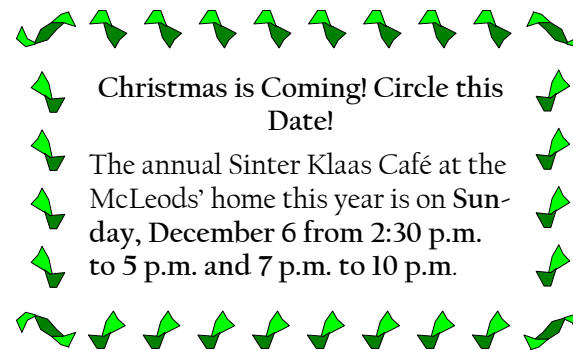 Christmas is Coming! Circle this
Date!
The annual Sinter Klaas Café at the
McLeods’ home this year is on Sun-
day, December 6 from 2:30 p.m.
to 5 p.m. and 7 p.m. to 10 p.m.